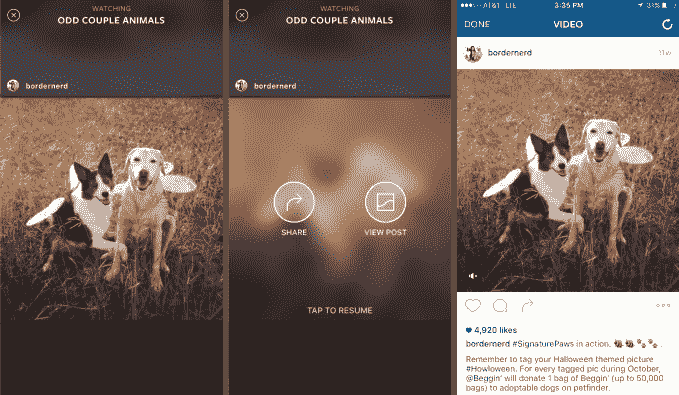 WATCHING
ODD COUPLE ANIMALS
bordernerd
WATCHING
ODD COUPLE ANIMALS
bordernerd
SHARE
VIEW POST
TAP TO RESUME
AT&T LTE 3:35 PM 31%
DONE VIDEO
bordernerd 11w
4,920 likes
bordernerd #SignaturePaws in action.
Remember to tag your Halloween themed picture
#Howloween. For every tagged pic during October,
@Beggin' will donate 1 bag of Beggin' (up to 50,000
bags) to adoptable dogs on petfinder.